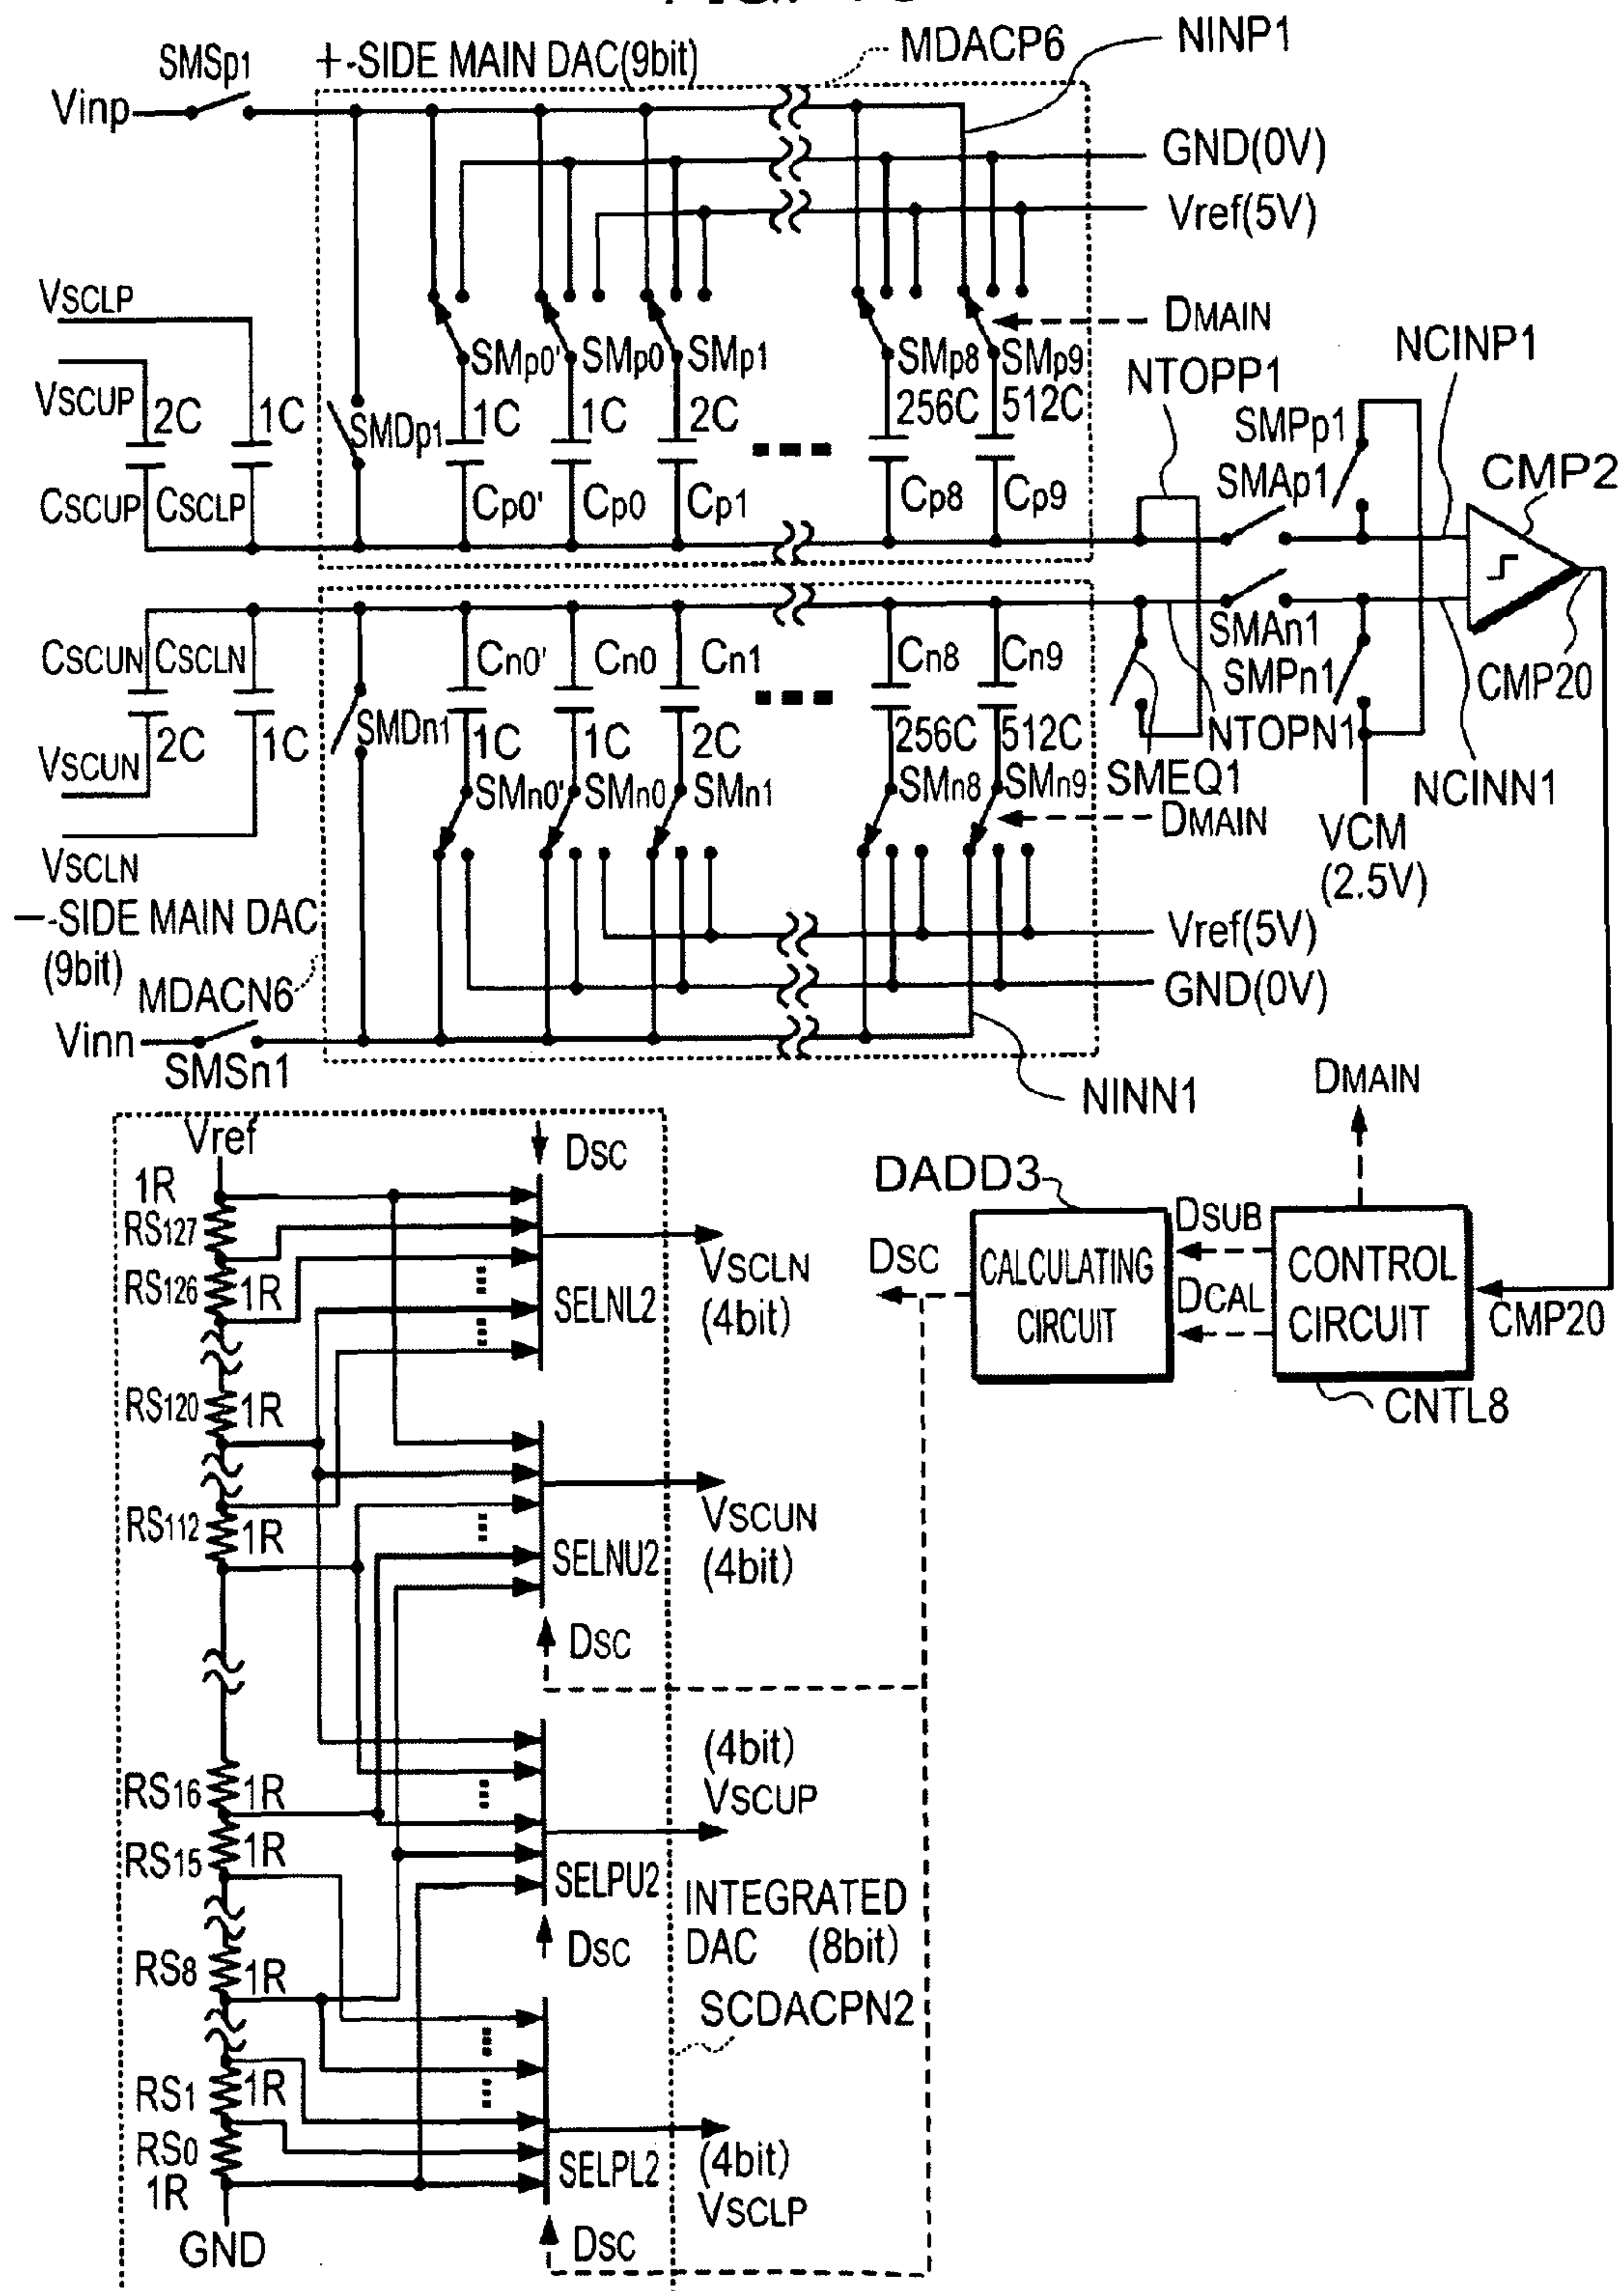 SMSp1
+-SIDE MAIN DAC(9bit)
MDACP6
NINP1
Vinp
GND(0V)
Vref(5V)
VSCLP
DMAIN
SMp0' SMp0 SMp1 SMp8 SMp9
NCINP1
VSCUP
2C 1C
SMDp1
1C 1C 2C 256C 512C
NTOPP1
SMPp1
SMAp1
CMP2
CSCUP CSCLP
Cp0' Cp0 Cp1 Cp8 Cp9
CSCUN CSCLN
Cn0' Cn0 Cn1 Cn8 Cn9
SMAn1
SMPn1
CMP20
2C 1C
SMDn1
1C 1C 2C 256C 512C
NTOPN1
VSCUN
SMn0' SMn0 SMn1 SMn8 SMn9
SMEQ1
NCINN1
DMAIN
VCM
(2.5V)
VSCLN
—-SIDE MAIN DAC
(9bit)
Vref(5V)
MDACN6
GND(0V)
Vinn
SMSn1
NINN1
DMAIN
Vref
DSC
1R
RS127
RS126 1R
SELNL2
VSCLN
(4bit)
DSC
DADD3
CALCULATING
CIRCUIT
DSUB
DCAL
CONTROL
CIRCUIT
CMP20
CNTL8
RS120 1R
RS112 1R
SELNU2
VSCUN
(4bit)
DSC
(4bit)
VSCUP
RS16 1R
RS15 1R
SELPU2
INTEGRATED
DAC (8bit)
DSC
RS8 1R
SCDACPN2
RS1 1R
RS0
1R
SELPL2
(4bit)
VSCLP
GND
DSC